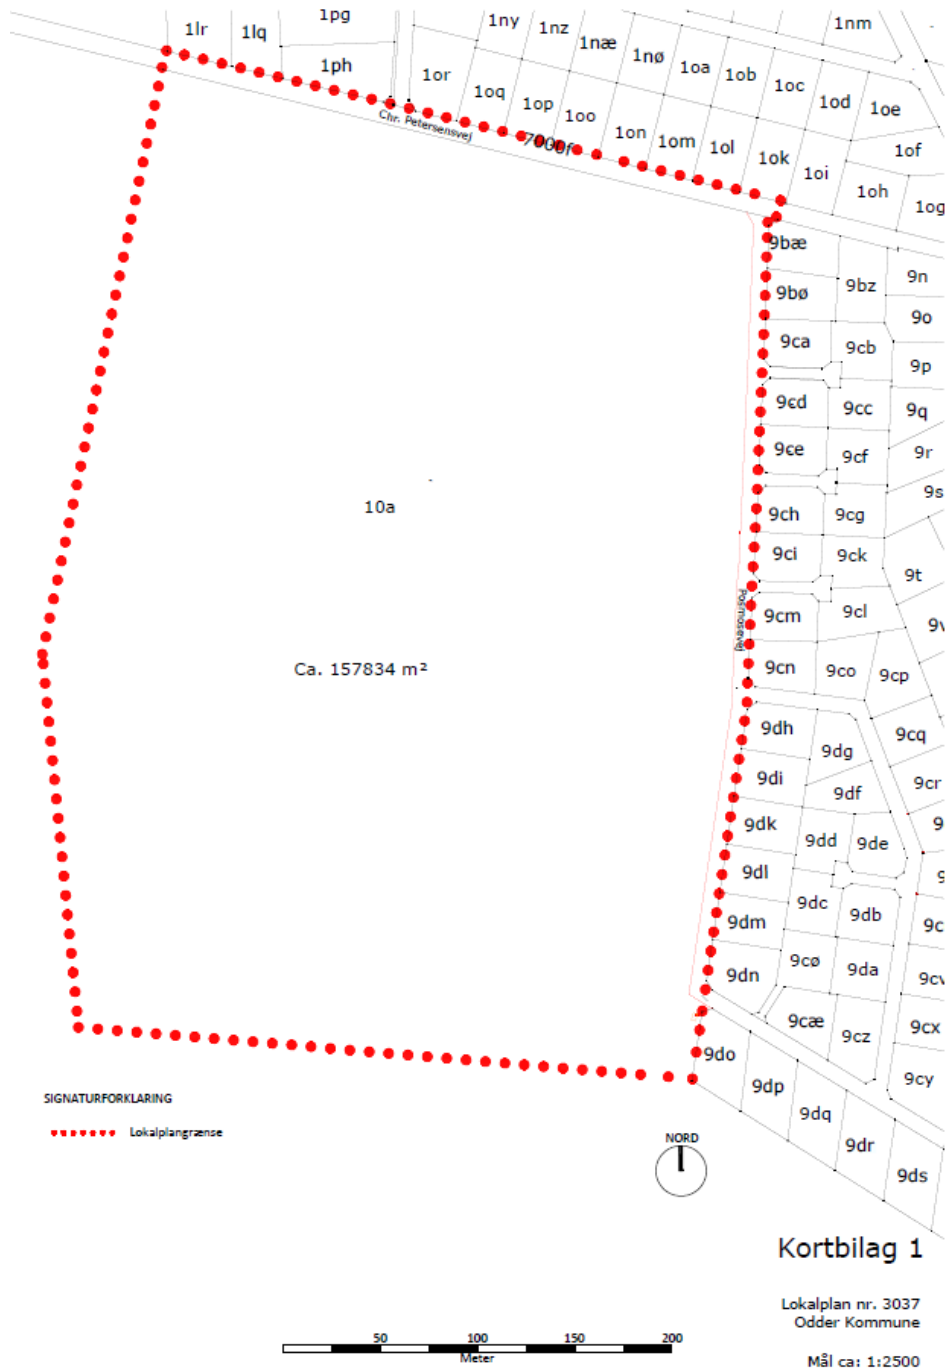 1pg
1lr
1lq
1ph
1or
1ny
1nz
1næ
1nø
1oa
1ob
1oc
1nm
1od
1oe
1of
1og
1oq
1op
1oo
1on
1om
1ol
1ok
1oi
1oh
Chr. Petersensvej
7000f
9bæ
9bz
9n
9bø
9o
9ca
9cb
9p
9cd
9cc
9q
9ce
9cf
9r
9s
9ch
9cg
9ci
9ck
9t
9cm
9cl
9v
9cn
9co
9cp
10a
Ca. 157834 m²
9dh
9dg
9cq
9di
9df
9cr
9dk
9dd
9de
9dl
9dc
9db
9dm
9cø
9da
9cv
9dn
9cæ
9cz
9cx
9do
9cy
9dp
9dq
9dr
9ds
SIGNATURFORKLARING
Lokalplangrænse
NORD
Kortbilag 1
Lokalplan nr. 3037
Odder Kommune
50 100 150 200
Meter
Mål ca: 1:2500